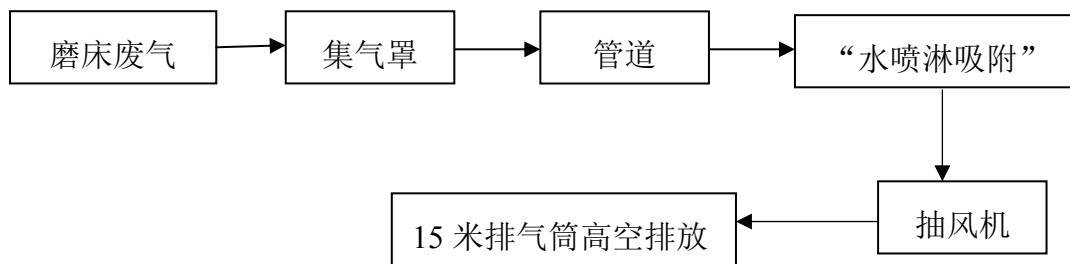 磨床废气
集气罩
管道
“水喷淋吸附”
抽风机
15 米排气筒高空排放